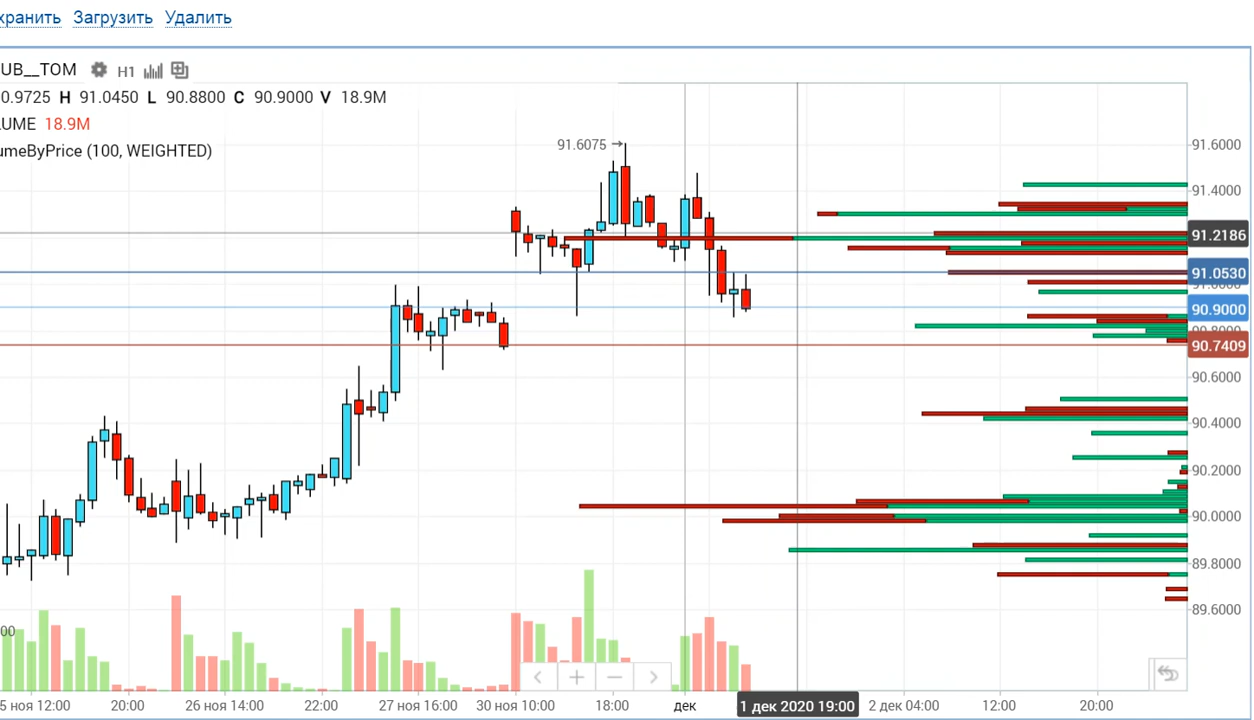 хранить Загрузить Удалить
UB__TOM H1
0.9725 H 91.0450 L 90.8800 C 90.9000 V 18.9M
UME 18.9M
umeByPrice (100, WEIGHTED)
91.6075
91.6000
91.4000
91.2186
91.0530
90.9000
90.7409
90.6000
90.4000
90.2000
90.0000
89.8000
89.6000
00
5 ноя 12:00 20:00 26 ноя 14:00 22:00 27 ноя 16:00 30 ноя 10:00 18:00 дек 1 дек 2020 19:00 2 дек 04:00 12:00 20:00